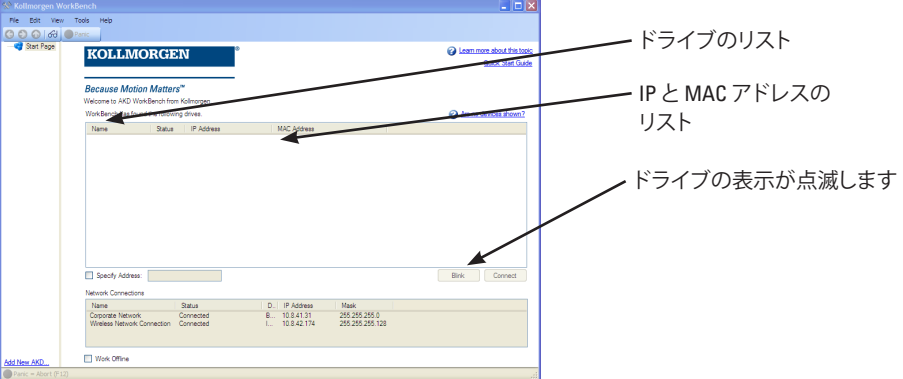 Kollmorgen WorkBench
File Edit View Tools Help
Panic
Start Page
KOLLMORGEN®
Learn more about this topic
Quick Start Guide
Because Motion Matters™
Welcome to AKD WorkBench from Kollmorgen
WorkBench has found the following drives.
Are no devices shown?
Name Status IP Address MAC Address
Specify Address:
Blink Connect
Network Connections
Name Status D.. IP Address Mask
Corporate Network Connected B... 10.8.41.31 255.255.255.0
Wireless Network Connection Connected I... 10.8.42.174 255.255.255.128
Work Offline
Add New AKD...
Panic = Abort (F12)
ドライブのリスト
IP と MAC アドレスの
リスト
ドライブの表示が点滅します